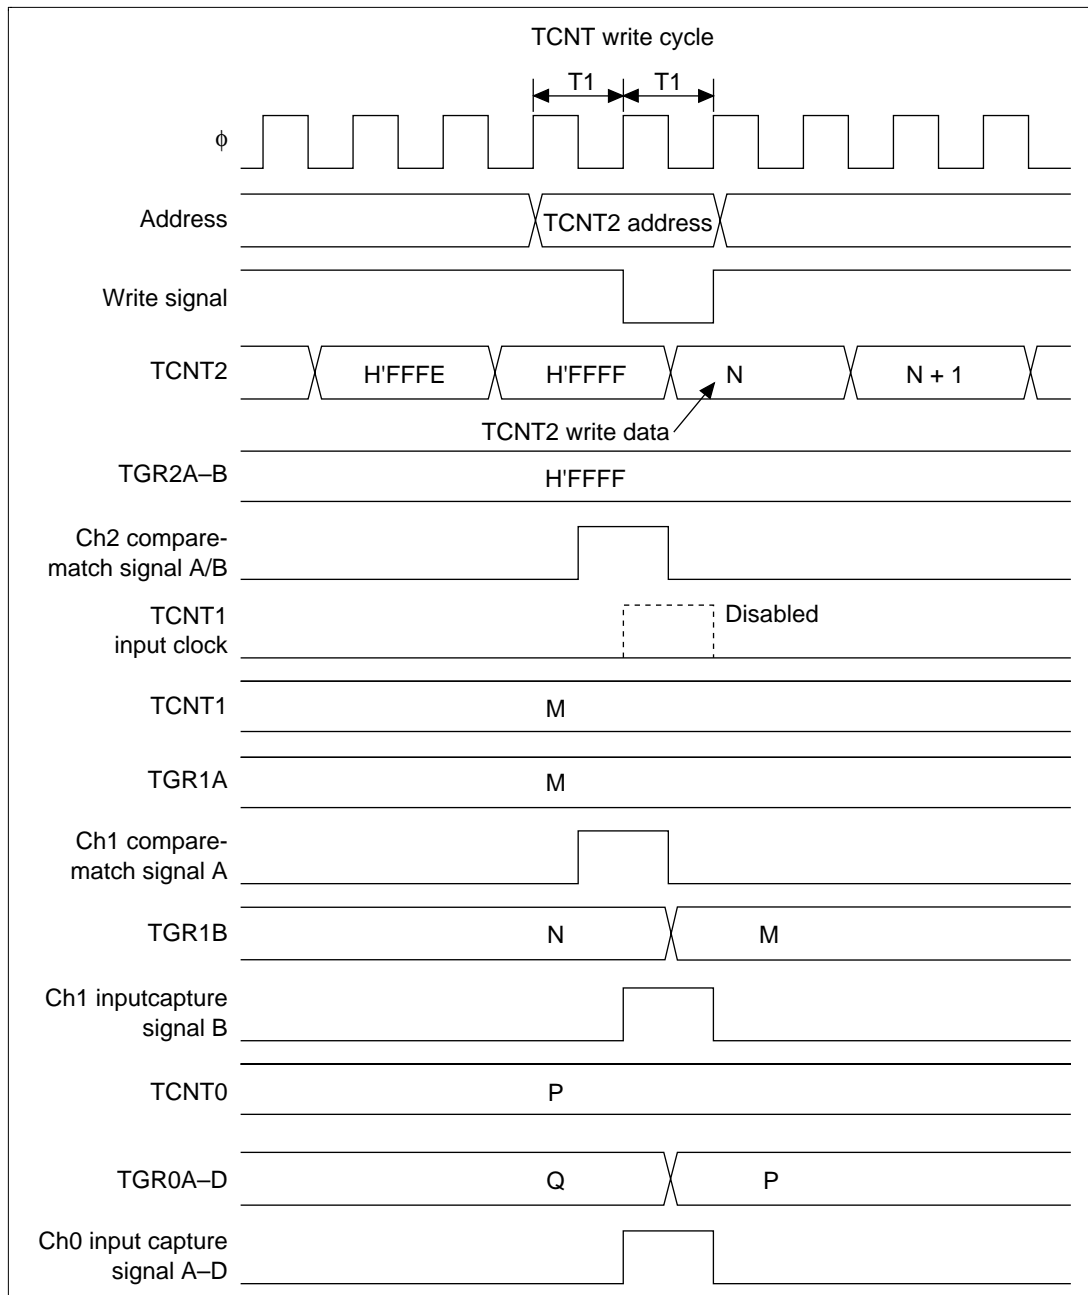 TCNT write cycle
T1 T1
ϕ
Address
TCNT2 address
Write signal
TCNT2
H'FFFE H'FFFF N N + 1
TCNT2 write data
TGR2A–B
H'FFFF
Ch2 compare-
match signal A/B
TCNT1
input clock
Disabled
TCNT1
M
TGR1A
M
Ch1 compare-
match signal A
TGR1B
N M
Ch1 inputcapture
signal B
TCNT0
P
TGR0A–D
Q P
Ch0 input capture
signal A–D